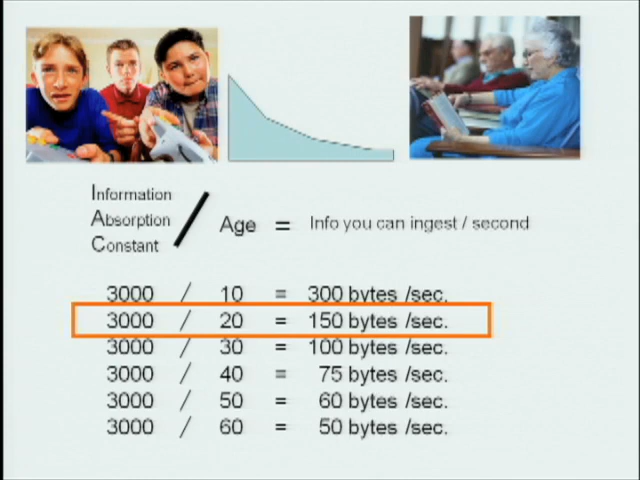 Information
Absorption
Constant
/ Age = Info you can ingest / second
3000 / 10 = 300 bytes /sec.
3000 / 20 = 150 bytes /sec.
3000 / 30 = 100 bytes /sec.
3000 / 40 = 75 bytes /sec.
3000 / 50 = 60 bytes /sec.
3000 / 60 = 50 bytes /sec.